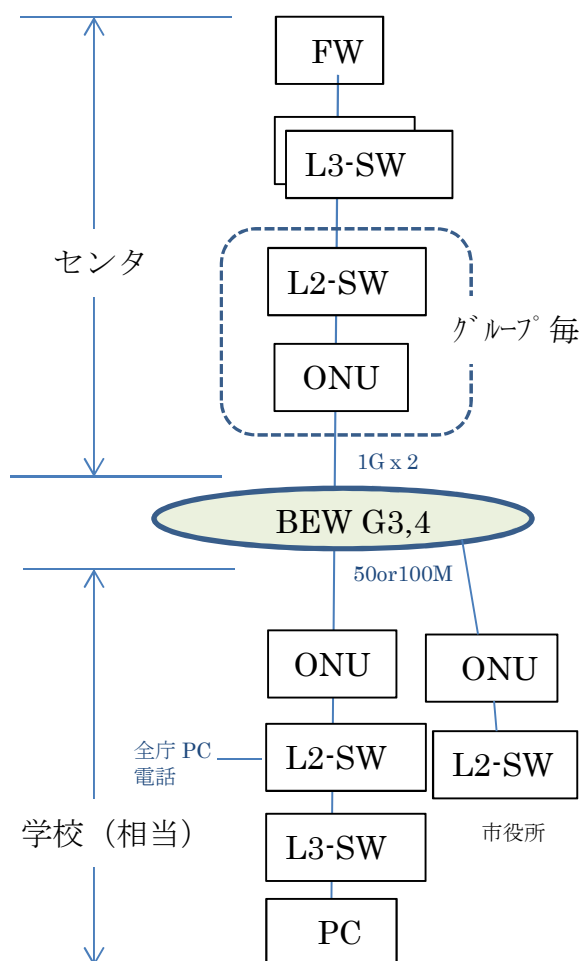 FW
L3-SW
センタ
L2-SW
グループ毎
ONU
1G x 2
BEW G3,4
50or100M
ONU
ONU
全庁 PC
電話
L2-SW
L2-SW
学校（相当）
市役所
L3-SW
PC